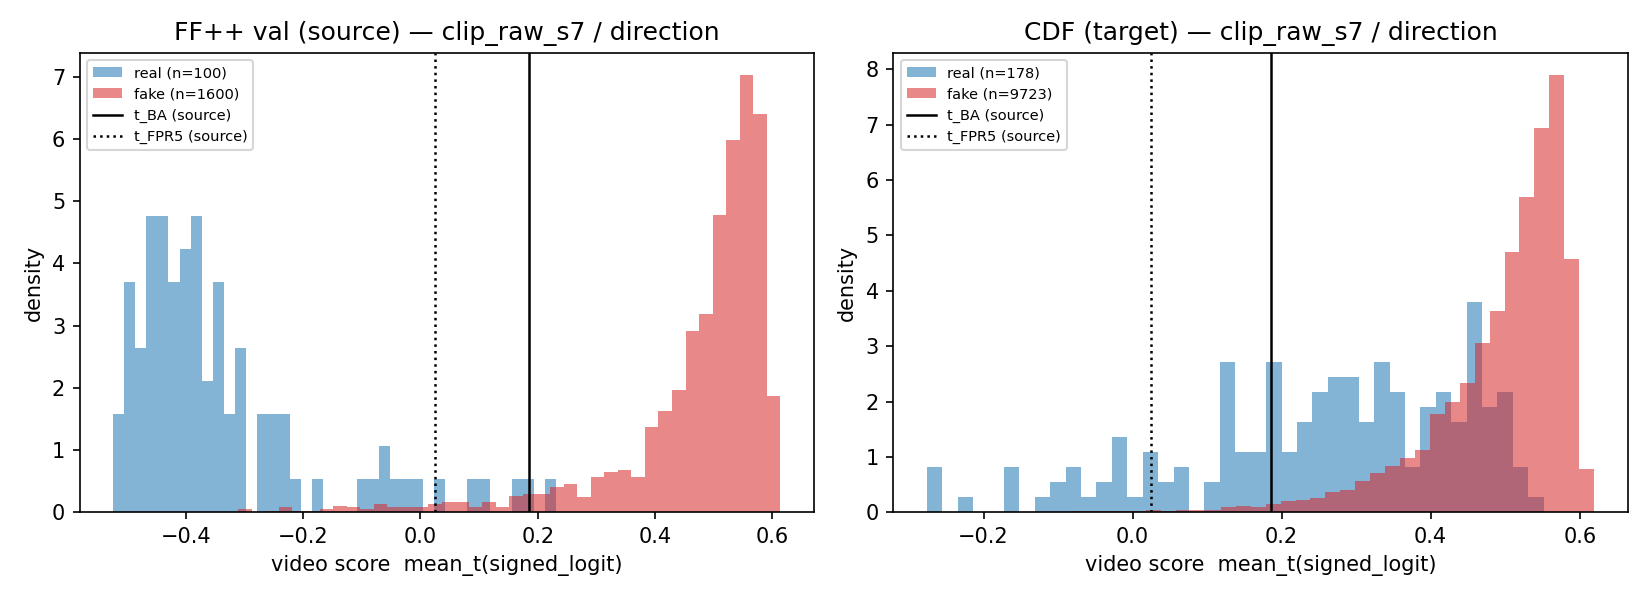 FF++ val (source) — clip_raw_s7 / direction
real (n=100)
fake (n=1600)
t_BA (source)
t_FPR5 (source)
density
0
1
2
3
4
5
6
7
−0.4
−0.2
0.0
0.2
0.4
0.6
video score  mean_t(signed_logit)
CDF (target) — clip_raw_s7 / direction
real (n=178)
fake (n=9723)
t_BA (source)
t_FPR5 (source)
density
0
1
2
3
4
5
6
7
8
−0.2
0.0
0.2
0.4
0.6
video score  mean_t(signed_logit)